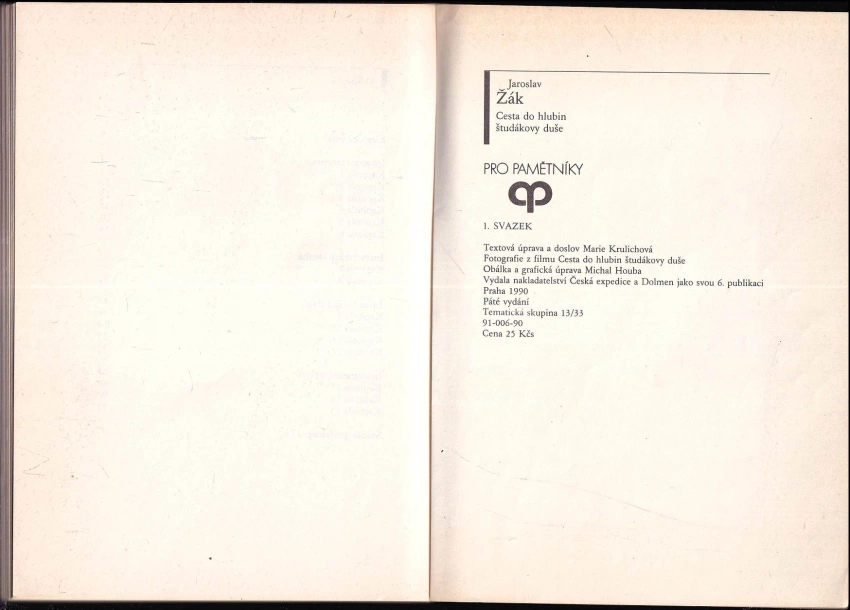 Jaroslav
Žák
Cesta do hlubin
študákovy duše
PRO PAMĚTNÍKY
1. SVAZEK
Textová úprava a doslov Marie Krulichová
Fotografie z filmu Cesta do hlubin študákovy duše
Obálka a grafická úprava Michal Houba
Vydala nakladatelství Česká expedice a Dolmen jako svou 6. publikaci
Praha 1990
Páté vydání
Tematická skupina 13/33
91-006-90
Cena 25 Kčs